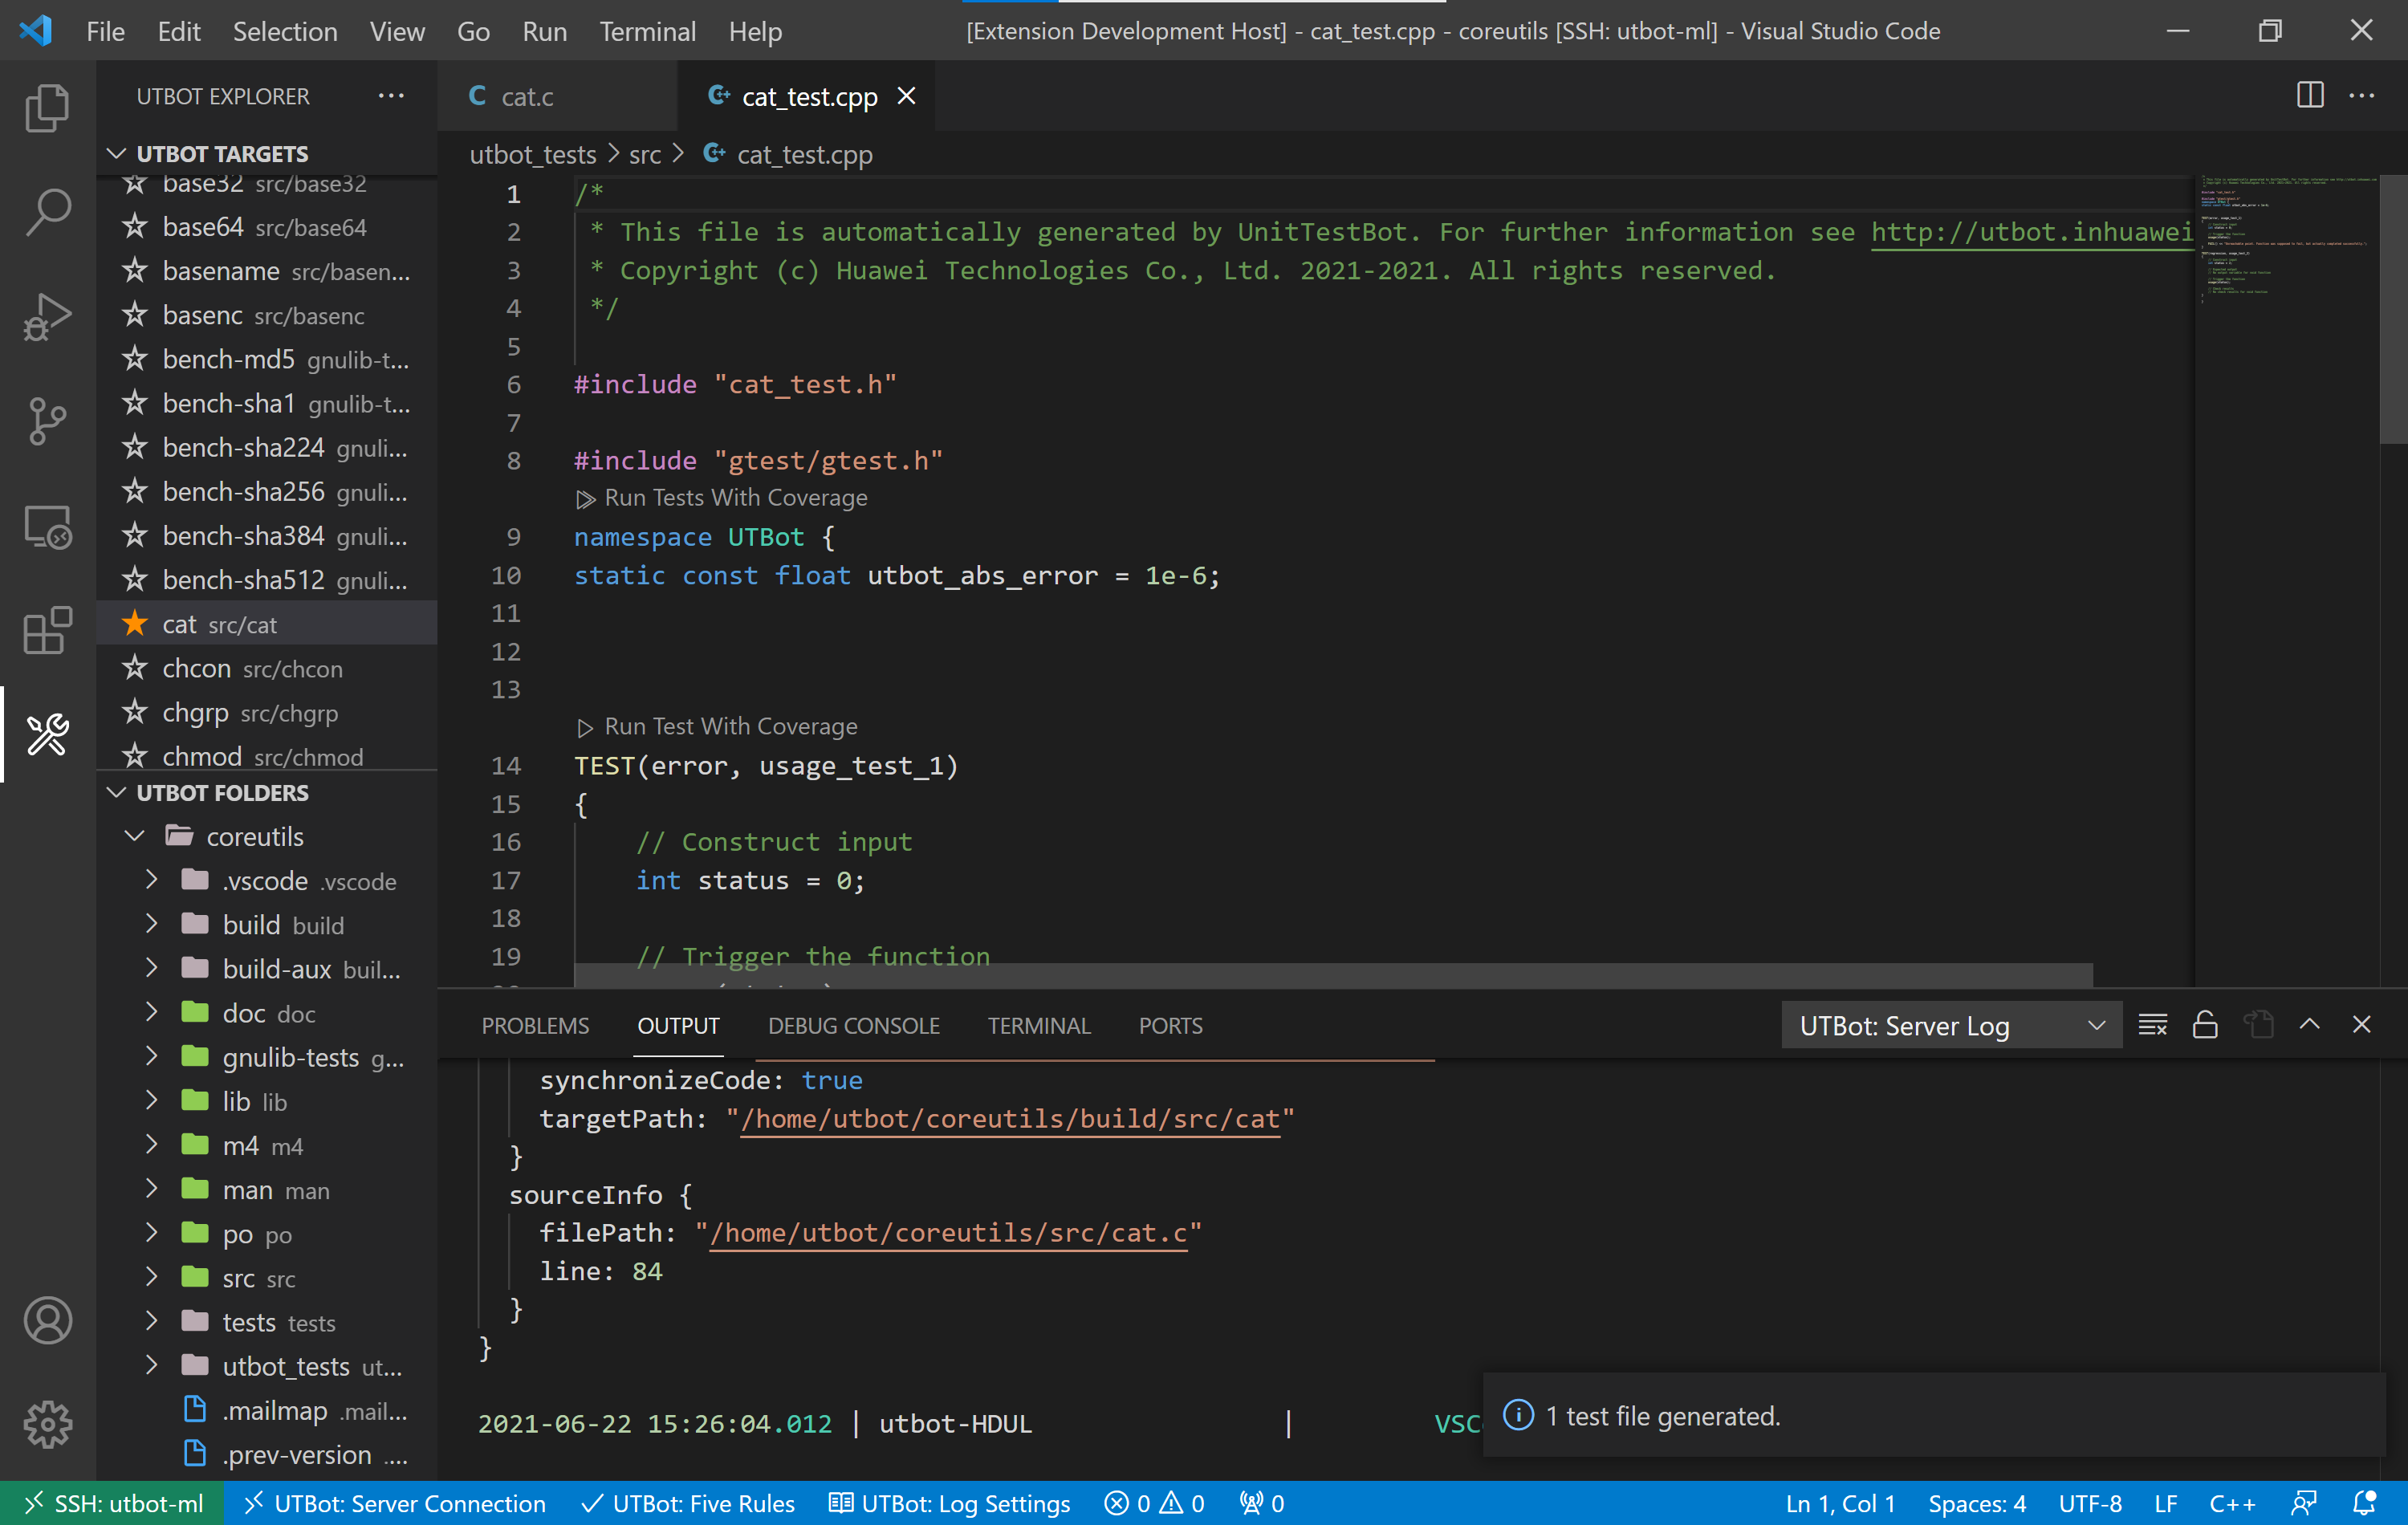 File Edit Selection View Go Run Terminal Help
[Extension Development Host] - cat_test.cpp - coreutils [SSH: utbot-ml] - Visual Studio Code
UTBOT EXPLORER
UTBOT TARGETS
base32 src/base32
base64 src/base64
basename src/basen...
basenc src/basenc
bench-md5 gnulib-t...
bench-sha1 gnulib-t...
bench-sha224 gnuli...
bench-sha256 gnuli...
bench-sha384 gnuli...
bench-sha512 gnuli...
cat src/cat
chcon src/chcon
chgrp src/chgrp
chmod src/chmod
UTBOT FOLDERS
coreutils
.vscode .vscode
build build
build-aux buil...
doc doc
gnulib-tests g...
lib lib
m4 m4
man man
po po
src src
tests tests
utbot_tests ut...
.mailmap .mail...
.prev-version ....
C cat.c
cat_test.cpp
utbot_tests > src > cat_test.cpp
1 /*
2 * This file is automatically generated by UnitTestBot. For further information see http://utbot.inhuawei
3 * Copyright (c) Huawei Technologies Co., Ltd. 2021-2021. All rights reserved.
4 */
5
6 #include "cat_test.h"
7
8 #include "gtest/gtest.h"
Run Tests With Coverage
9 namespace UTBot {
10 static const float utbot_abs_error = 1e-6;
11
12
13
Run Test With Coverage
14 TEST(error, usage_test_1)
15 {
16 // Construct input
17 int status = 0;
18
19 // Trigger the function
PROBLEMS OUTPUT DEBUG CONSOLE TERMINAL PORTS
UTBot: Server Log
synchronizeCode: true
targetPath: "/home/utbot/coreutils/build/src/cat"
}
sourceInfo {
filePath: "/home/utbot/coreutils/src/cat.c"
line: 84
}
}
2021-06-22 15:26:04.012 | utbot-HDUL | VSC
1 test file generated.
SSH: utbot-ml UTBot: Server Connection UTBot: Five Rules UTBot: Log Settings 0 0 0
Ln 1, Col 1 Spaces: 4 UTF-8 LF C++